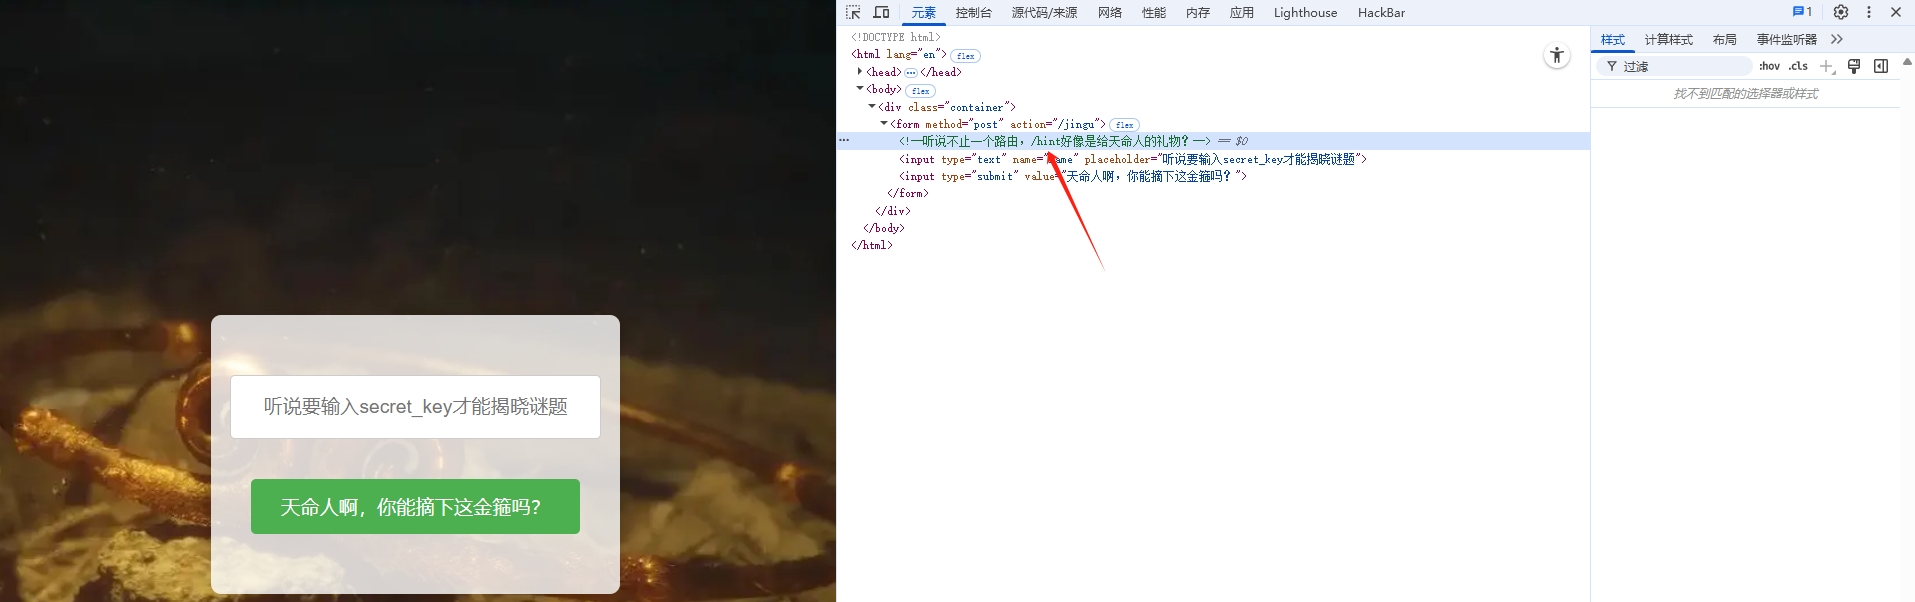 听说要输入secret_key才能揭晓谜题
天命人啊，你能摘下这金箍吗？
元素 控制台 源代码/来源 网络 性能 内存 应用 Lighthouse HackBar
1
<!DOCTYPE html>
<html lang="en"> flex
<head> ··· </head>
<body> flex
<div class="container">
<form method="post" action="/jingu"> flex
··· <!--听说不止一个路由，/hint好像是给天命人的礼物？--> == $0
<input type="text" name="name" placeholder="听说要输入secret_key才能揭晓谜题">
<input type="submit" value="天命人啊，你能摘下这金箍吗？">
</form>
</div>
</body>
</html>
样式 计算样式 布局 事件监听器
过滤 :hov .cls
找不到匹配的选择器或样式